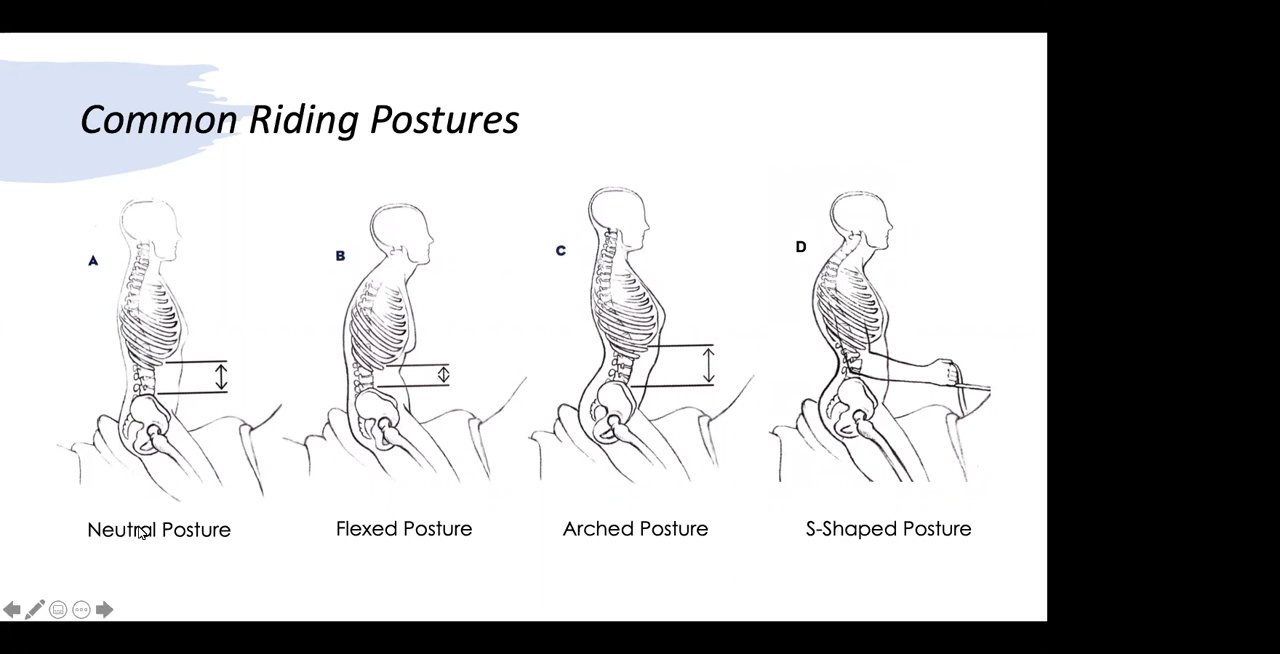 Common Riding Postures
A
B
C
D
Neutral Posture
Flexed Posture
Arched Posture
S-Shaped Posture